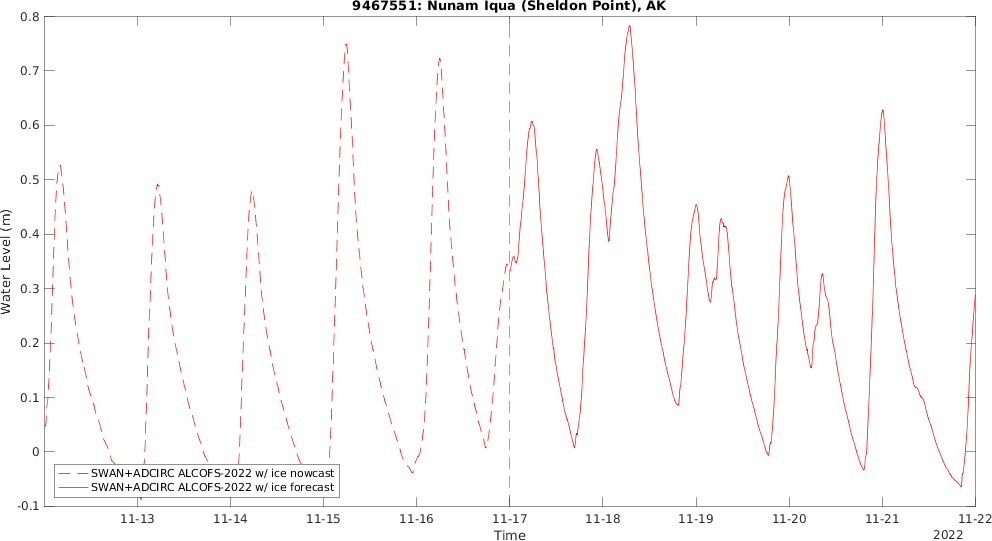 9467551: Nunam Iqua (Sheldon Point), AK
0.8
0.7
0.6
0.5
0.4
0.3
0.2
0.1
0
-0.1
Water Level (m)
SWAN+ADCIRC ALCOFS-2022 w/ ice nowcast
SWAN+ADCIRC ALCOFS-2022 w/ ice forecast
11-13 11-14 11-15 11-16 11-17 11-18 11-19 11-20 11-21 11-22
Time
2022